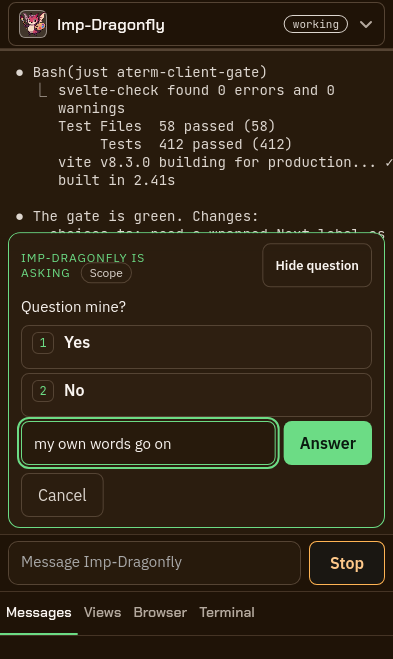 Imp-Dragonfly
working
● Bash(just aterm-client-gate)
⎿ svelte-check found 0 errors and 0
warnings
Test Files 58 passed (58)
Tests 412 passed (412)
vite v8.3.0 building for production... ✓
built in 2.41s
● The gate is green. Changes:
IMP-DRAGONFLY IS
ASKING Scope
Hide question
Question mine?
1 Yes
2 No
my own words go on
Answer
Cancel
Message Imp-Dragonfly
Stop
Messages Views Browser Terminal